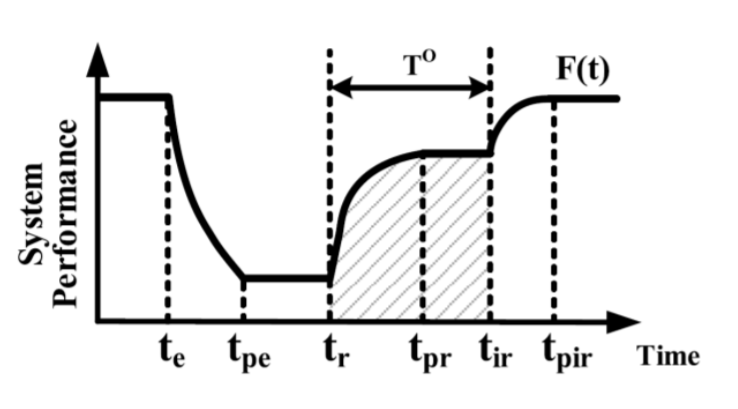 T^O
F(t)
System
Performance
t_e t_pe t_r t_pr t_ir t_pir Time